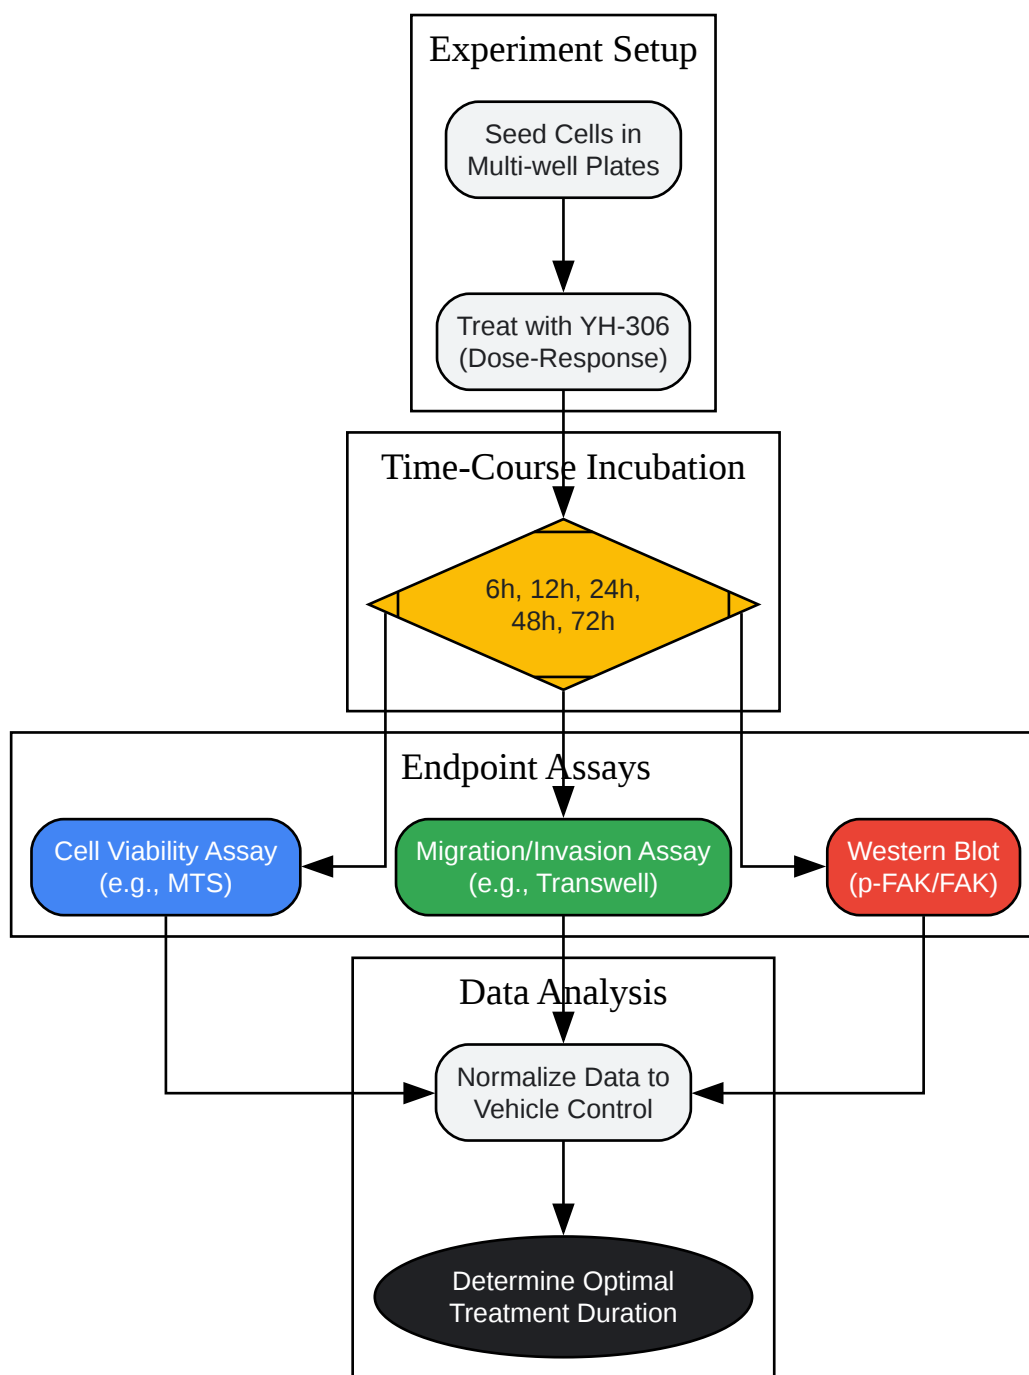 Experiment Setup
Seed Cells in
Multi-well Plates
Treat with YH-306
(Dose-Response)
Time-Course Incubation
6h, 12h, 24h,
48h, 72h
Endpoint Assays
Cell Viability Assay
(e.g., MTS)
Migration/Invasion Assay
(e.g., Transwell)
Western Blot
(p-FAK/FAK)
Data Analysis
Normalize Data to
Vehicle Control
Determine Optimal
Treatment Duration